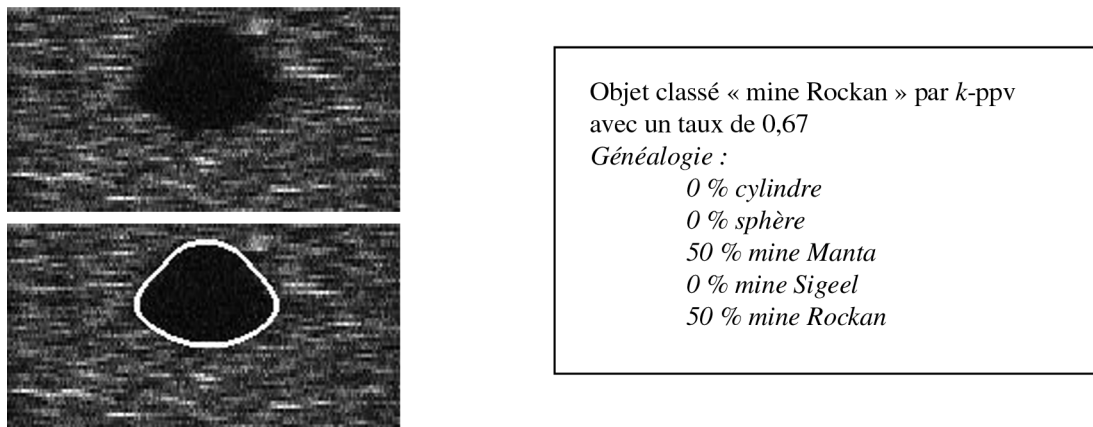 Objet classé « mine Rockan » par k-ppv
avec un taux de 0,67
Généalogie :
0 % cylindre
0 % sphère
50 % mine Manta
0 % mine Sigeel
50 % mine Rockan